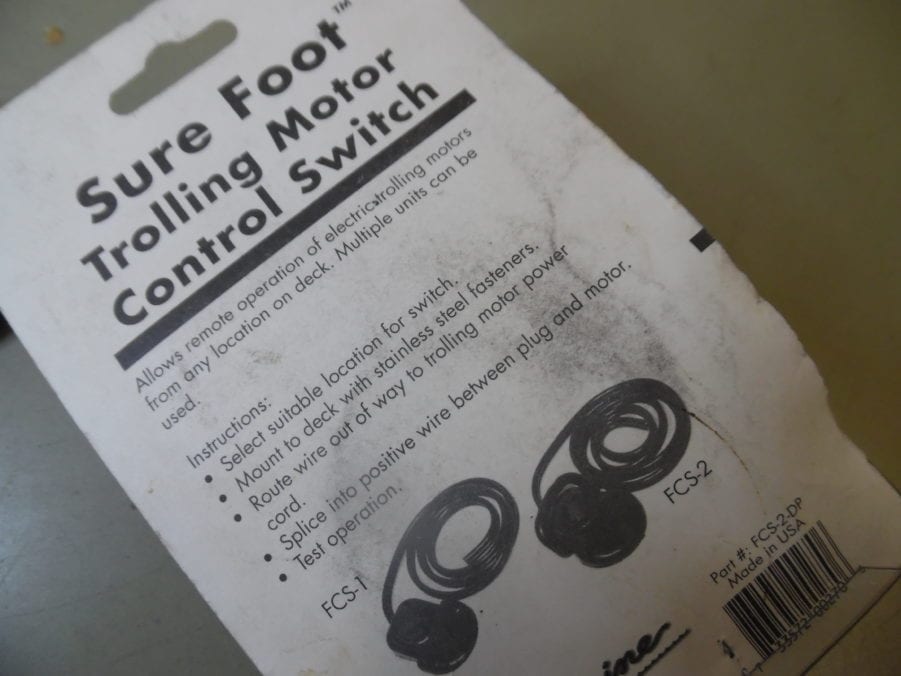 Sure Foot™
Trolling Motor
Control Switch
Allows remote operation of electric trolling motors
from any location on deck. Multiple units can be
used.
Instructions:
• Select suitable location for switch.
• Mount to deck with stainless steel fasteners.
• Route wire out of way to trolling motor power
cord.
• Splice into positive wire between plug and motor.
• Test operation.
FCS-1
FCS-2
Part #: FCS-2-DP
Made in USA